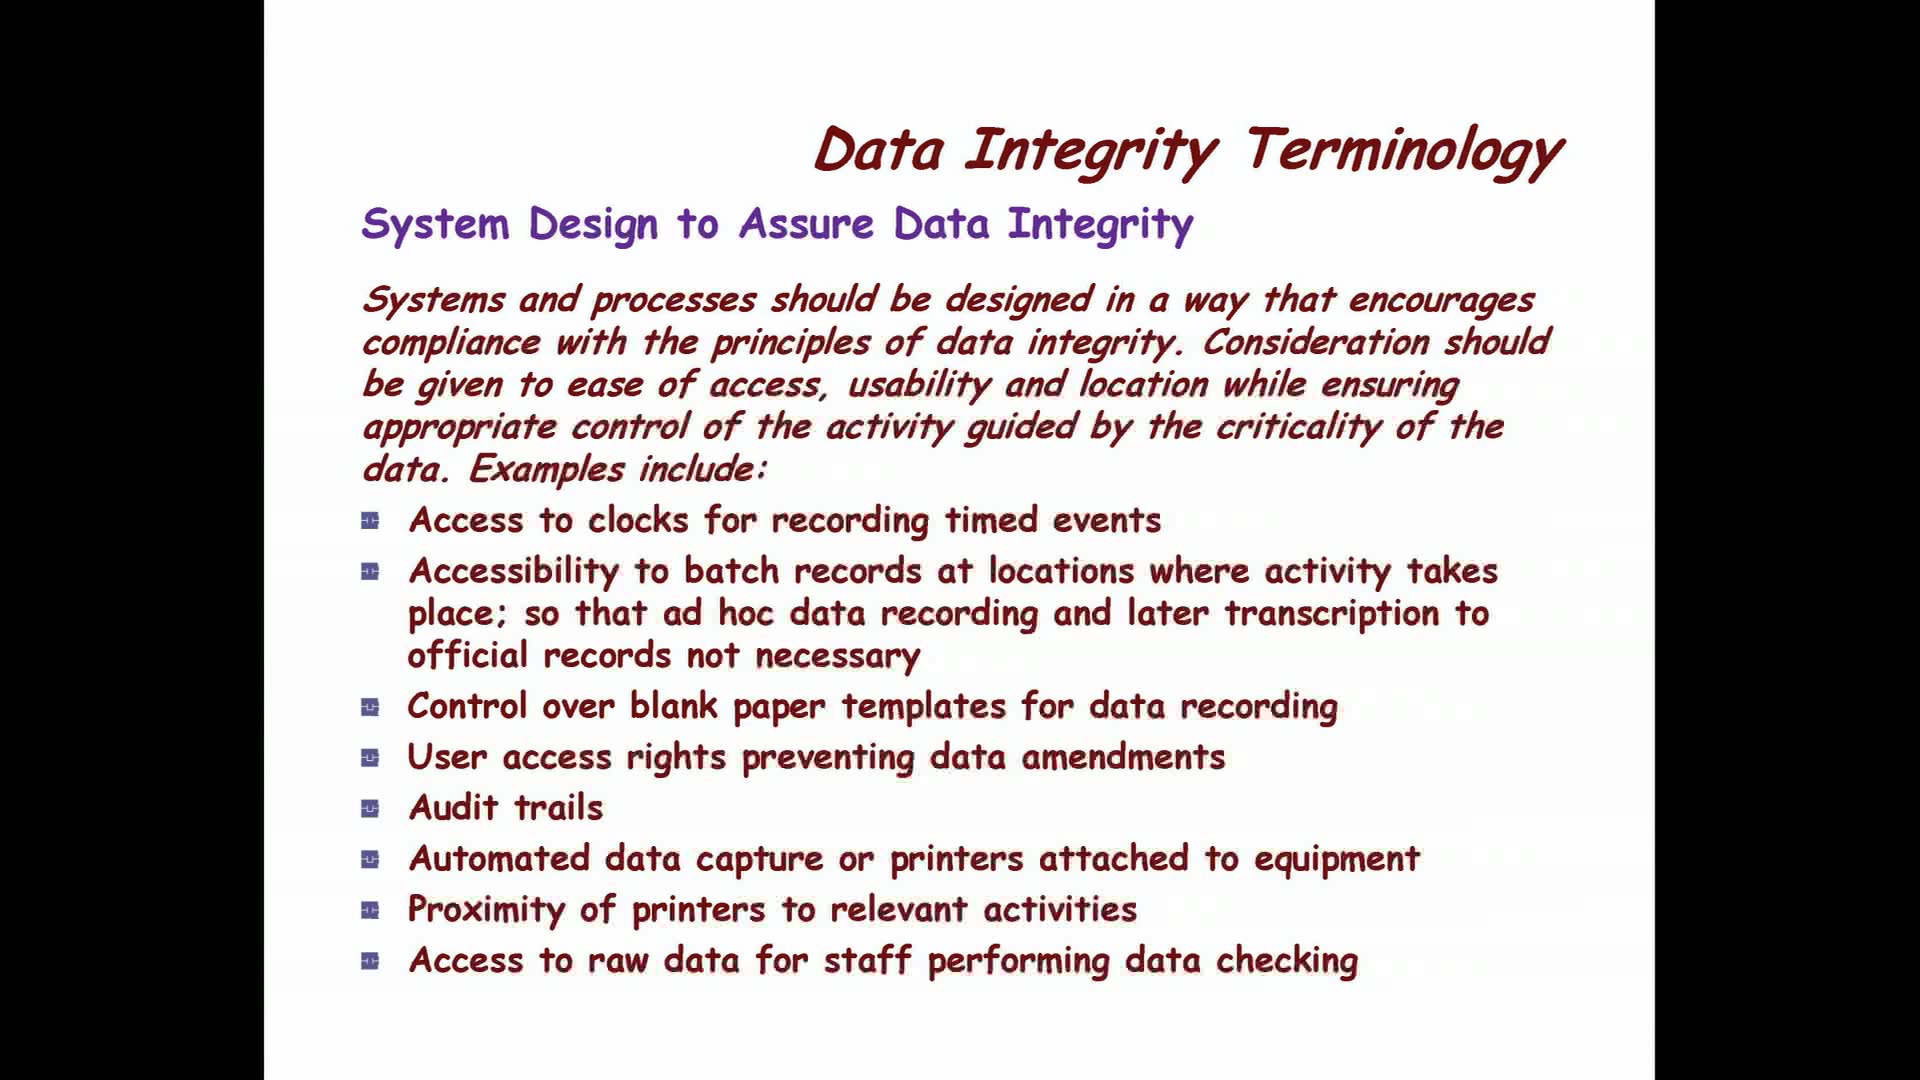 Data Integrity Terminology
System Design to Assure Data Integrity
Systems and processes should be designed in a way that encourages
compliance with the principles of data integrity. Consideration should
be given to ease of access, usability and location while ensuring
appropriate control of the activity guided by the criticality of the
data. Examples include:
Access to clocks for recording timed events
Accessibility to batch records at locations where activity takes
place; so that ad hoc data recording and later transcription to
official records not necessary
Control over blank paper templates for data recording
User access rights preventing data amendments
Audit trails
Automated data capture or printers attached to equipment
Proximity of printers to relevant activities
Access to raw data for staff performing data checking